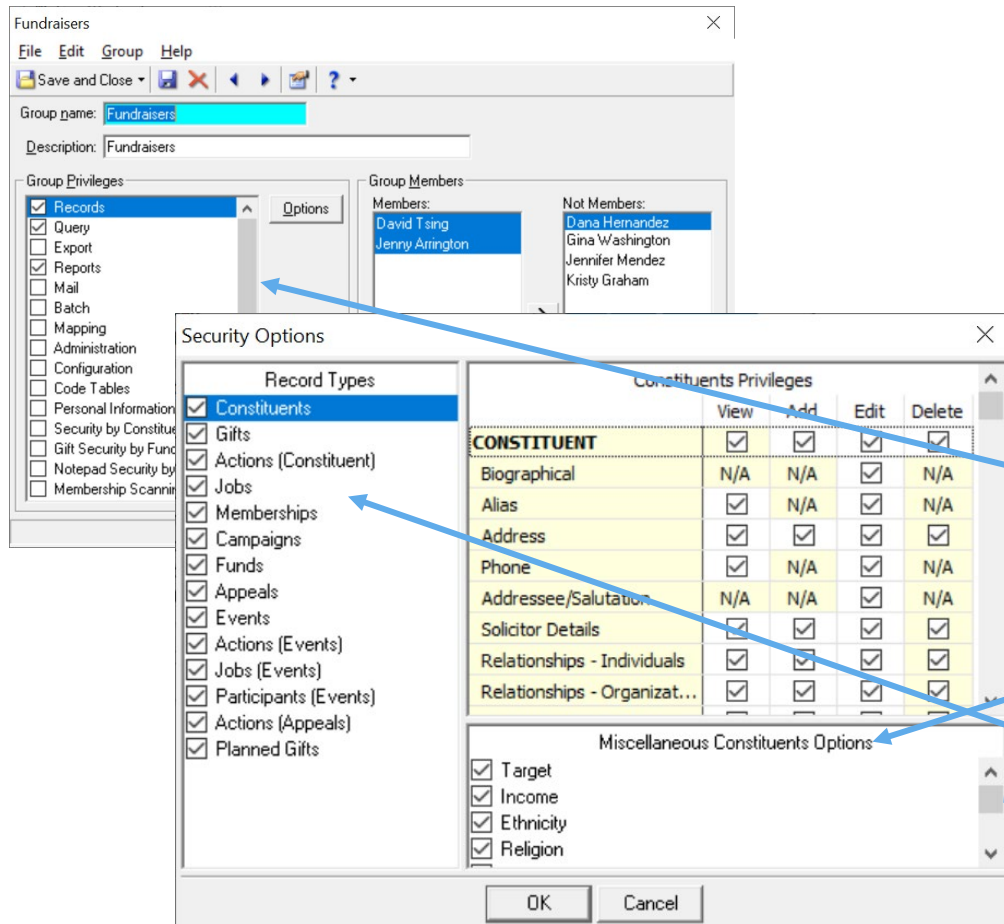 Fundraisers
File Edit Group Help
Save and Close
Group name: Fundraisers
Description: Fundraisers
Group Privileges
Records
Query
Export
Reports
Mail
Batch
Mapping
Administration
Configuration
Code Tables
Personal Information
Security by Constitue
Gift Security by Fund
Notepad Security by
Membership Scannin
Options
Group Members
Members:
David Tsing
Jenny Arrington
Not Members:
Dana Hernandez
Gina Washington
Jennifer Mendez
Kristy Graham
Security Options
Record Types
Constituents
Gifts
Actions (Constituent)
Jobs
Memberships
Campaigns
Funds
Appeals
Events
Actions (Events)
Jobs (Events)
Participants (Events)
Actions (Appeals)
Planned Gifts
Constituents Privileges
View Add Edit Delete
CONSTITUENT
Biographical N/A N/A N/A
Alias N/A N/A
Address
Phone N/A N/A
Addressee/Salutation N/A N/A N/A
Solicitor Details
Relationships - Individuals
Relationships - Organizat...
Miscellaneous Constituents Options
Target
Income
Ethnicity
Religion
OK Cancel